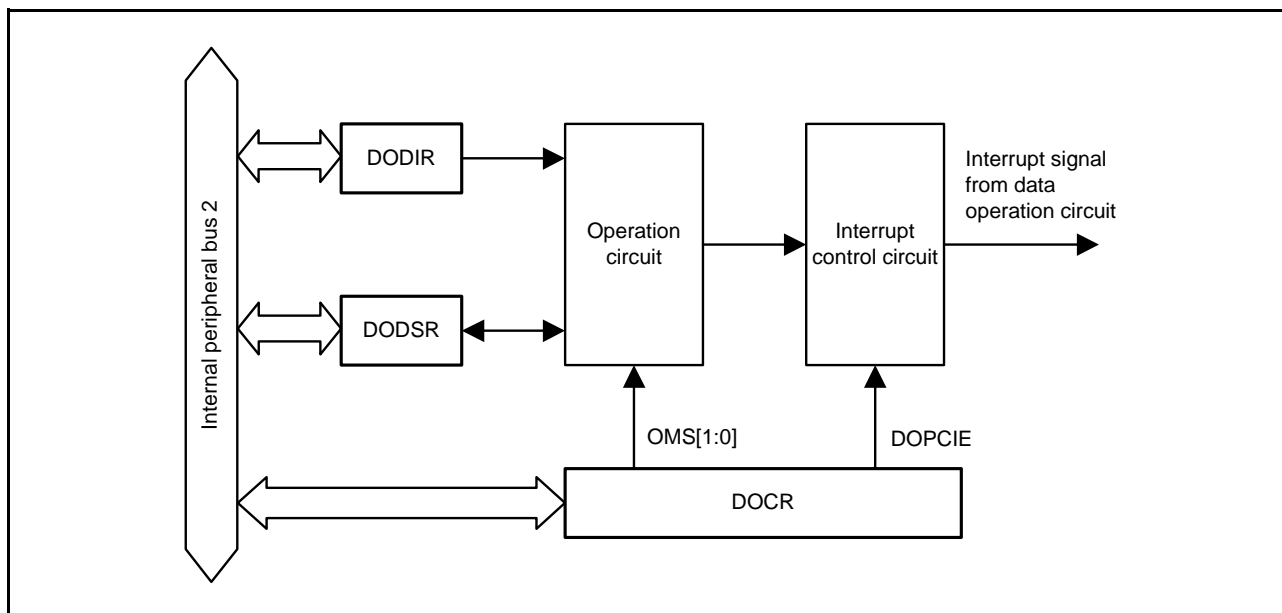 Internal peripheral bus 2
DODIR
DODSR
Operation
circuit
Interrupt
control circuit
Interrupt signal
from data
operation circuit
OMS[1:0]
DOPCIE
DOCR